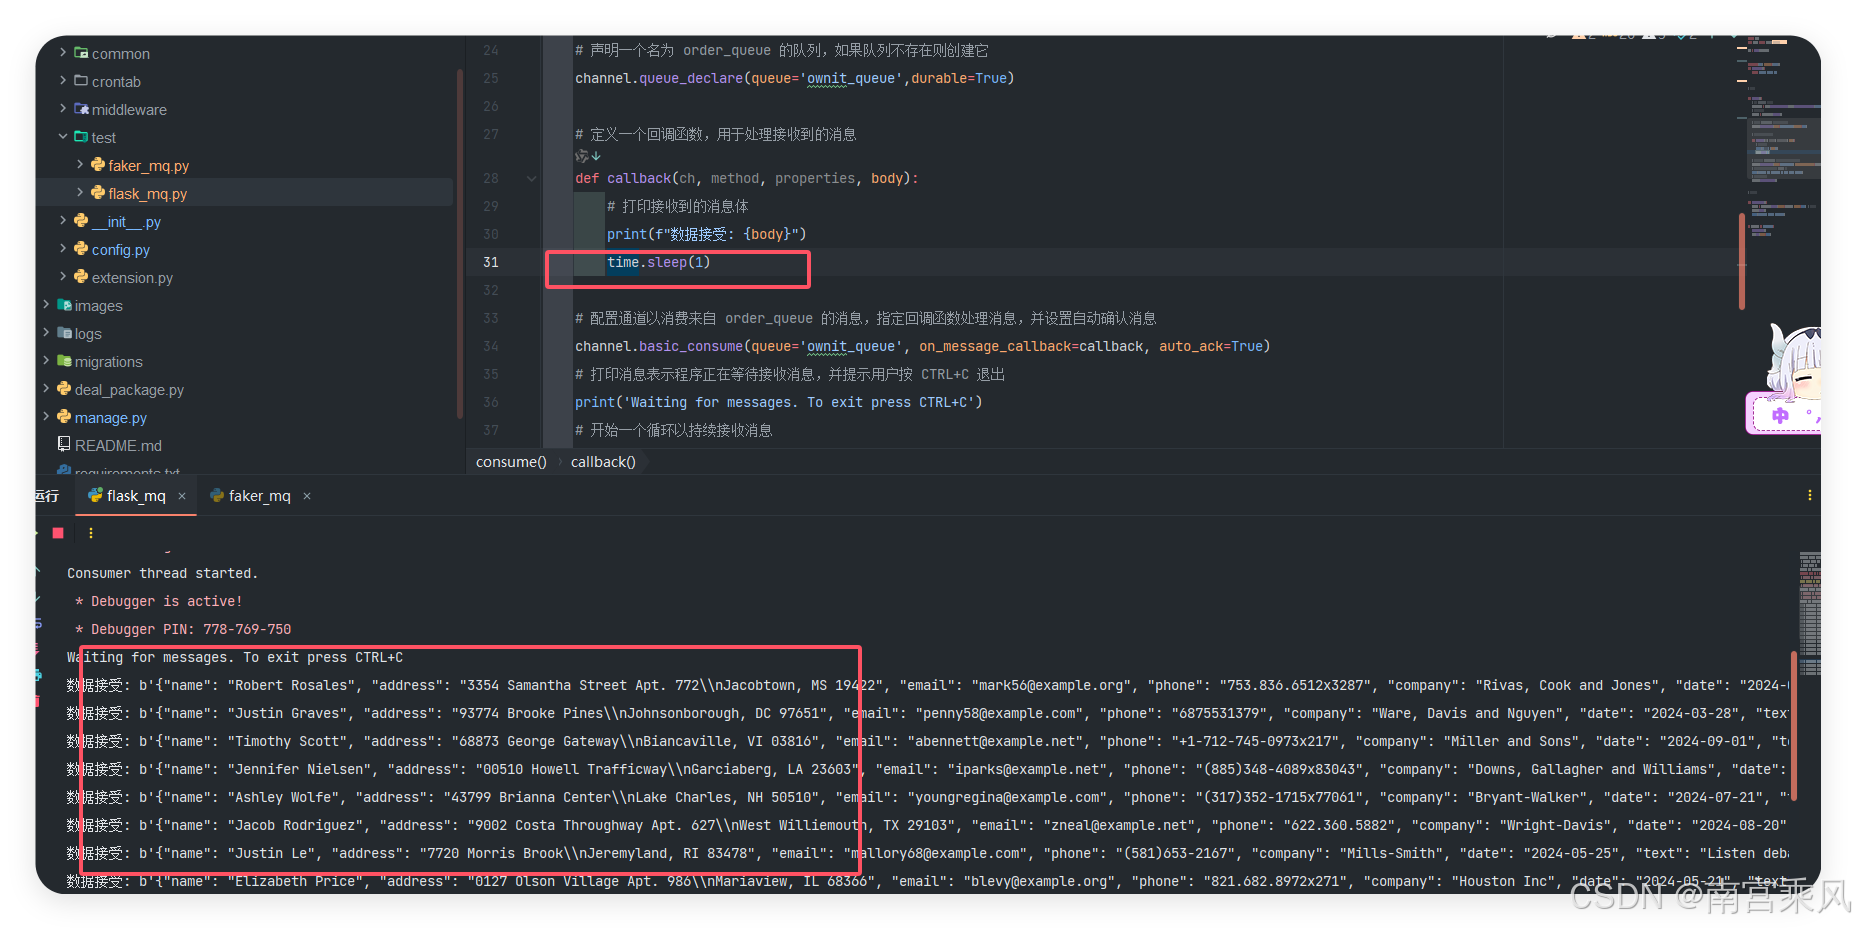 common
crontab
middleware
test
faker_mq.py
flask_mq.py
__init__.py
config.py
extension.py
images
logs
migrations
deal_package.py
manage.py
README.md
requirements.txt
24 # 声明一个名为 order_queue 的队列，如果队列不存在则创建它
25 channel.queue_declare(queue='ownit_queue',durable=True)
26
27 # 定义一个回调函数，用于处理接收到的消息
28 def callback(ch, method, properties, body):
29 # 打印接收到的消息体
30 print(f"数据接受: {body}")
31 time.sleep(1)
32
33 # 配置通道以消费来自 order_queue 的消息，指定回调函数处理消息，并设置自动确认消息
34 channel.basic_consume(queue='ownit_queue', on_message_callback=callback, auto_ack=True)
35 # 打印消息表示程序正在等待接收消息，并提示用户按 CTRL+C 退出
36 print('Waiting for messages. To exit press CTRL+C')
37 # 开始一个循环以持续接收消息
中 °,
consume() › callback()
运行 flask_mq × faker_mq ×
Consumer thread started.
* Debugger is active!
* Debugger PIN: 778-769-750
Waiting for messages. To exit press CTRL+C
数据接受: b'{"name": "Robert Rosales", "address": "3354 Samantha Street Apt. 772\\nJacobtown, MS 19422", "email": "mark56@example.org", "phone": "753.836.6512x3287", "company": "Rivas, Cook and Jones", "date": "2024-
数据接受: b'{"name": "Justin Graves", "address": "93774 Brooke Pines\\nJohnsonborough, DC 97651", "email": "penny58@example.com", "phone": "6875531379", "company": "Ware, Davis and Nguyen", "date": "2024-03-28", "tex
数据接受: b'{"name": "Timothy Scott", "address": "68873 George Gateway\\nBiancaville, VI 03816", "email": "abennett@example.net", "phone": "+1-712-745-0973x217", "company": "Miller and Sons", "date": "2024-09-01", "t
数据接受: b'{"name": "Jennifer Nielsen", "address": "00510 Howell Trafficway\\nGarciaberg, LA 23603", "email": "iparks@example.net", "phone": "(885)348-4089x83043", "company": "Downs, Gallagher and Williams", "date":
数据接受: b'{"name": "Ashley Wolfe", "address": "43799 Brianna Center\\nLake Charles, NH 50510", "email": "youngregina@example.com", "phone": "(317)352-1715x77061", "company": "Bryant-Walker", "date": "2024-07-21", "
数据接受: b'{"name": "Jacob Rodriguez", "address": "9002 Costa Throughway Apt. 627\\nWest Williemouth, TX 29103", "email": "zneal@example.net", "phone": "622.360.5882", "company": "Wright-Davis", "date": "2024-08-20"
数据接受: b'{"name": "Justin Le", "address": "7720 Morris Brook\\nJeremyland, RI 83478", "email": "mallory68@example.com", "phone": "(581)653-2167", "company": "Mills-Smith", "date": "2024-05-25", "text": "Listen deb
数据接受: b'{"name": "Elizabeth Price", "address": "0127 Olson Village Apt. 986\\nMariaview, IL 68366", "email": "blevy@example.org", "phone": "821.682.8972x271", "company": "Houston Inc", "date": "2024-05-21", "tex
CSDN @南宫乘风